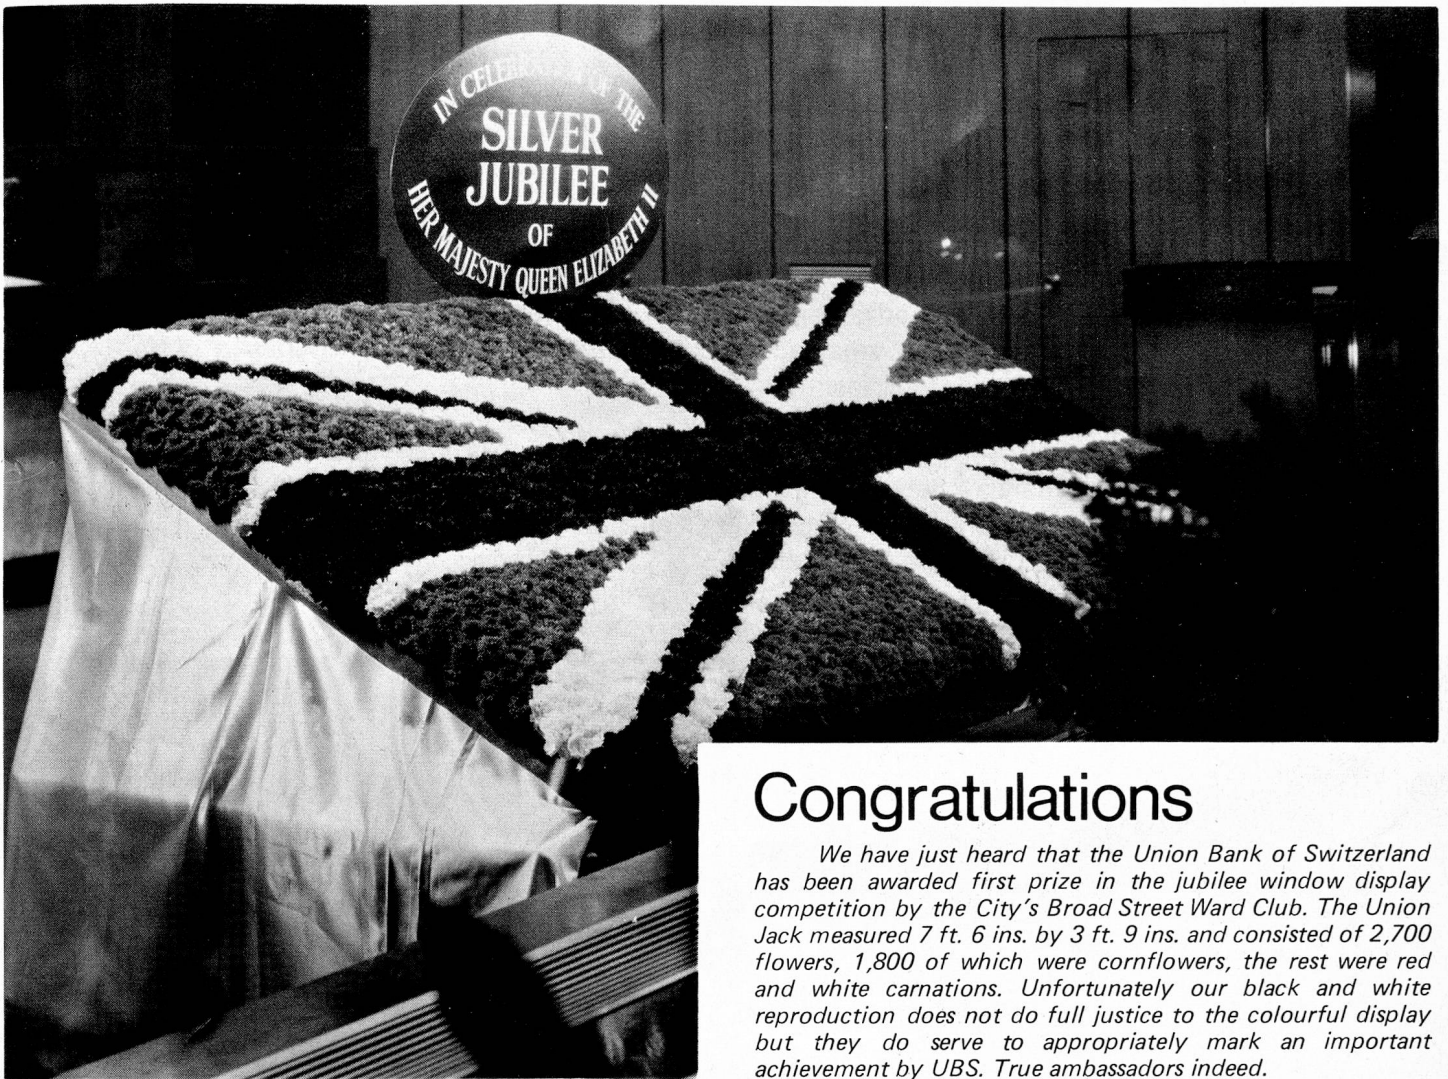 IN CELEBRATION OF THE
SILVER
JUBILEE
OF
HER MAJESTY QUEEN ELIZABETH II
Congratulations
We have just heard that the Union Bank of Switzerland
has been awarded first prize in the jubilee window display
competition by the City's Broad Street Ward Club. The Union
Jack measured 7 ft. 6 ins. by 3 ft. 9 ins. and consisted of 2,700
flowers, 1,800 of which were cornflowers, the rest were red
and white carnations. Unfortunately our black and white
reproduction does not do full justice to the colourful display
but they do serve to appropriately mark an important
achievement by UBS. True ambassadors indeed.